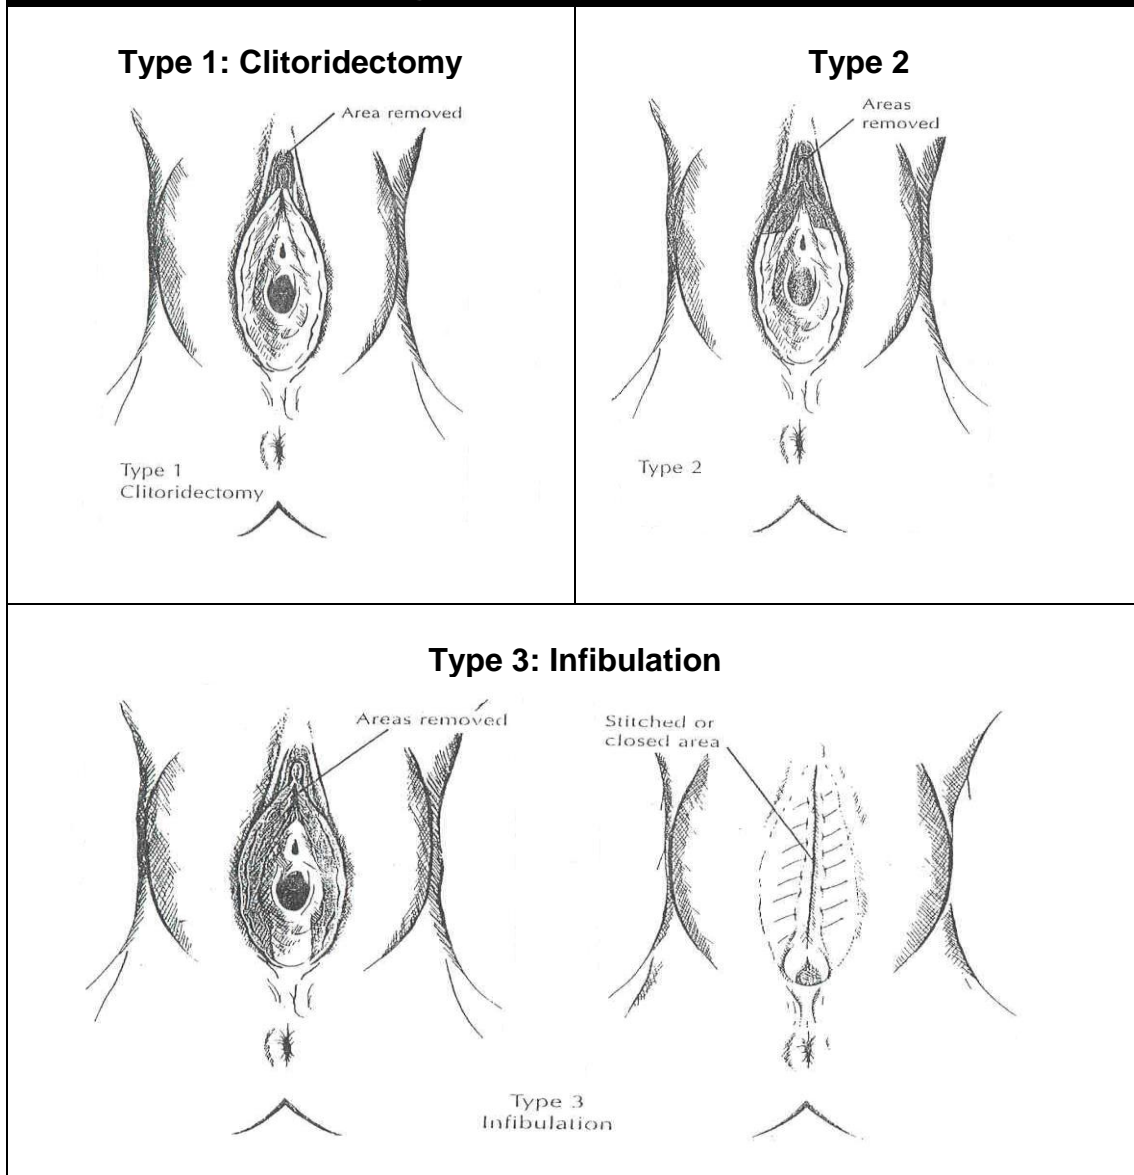 Type 1: Clitoridectomy
Area removed
Type 1
Clitoridectomy
Type 2
Areas
removed
Type 2
Type 3: Infibulation
Areas removed
Stitched or
closed area
Type 3
Infibulation